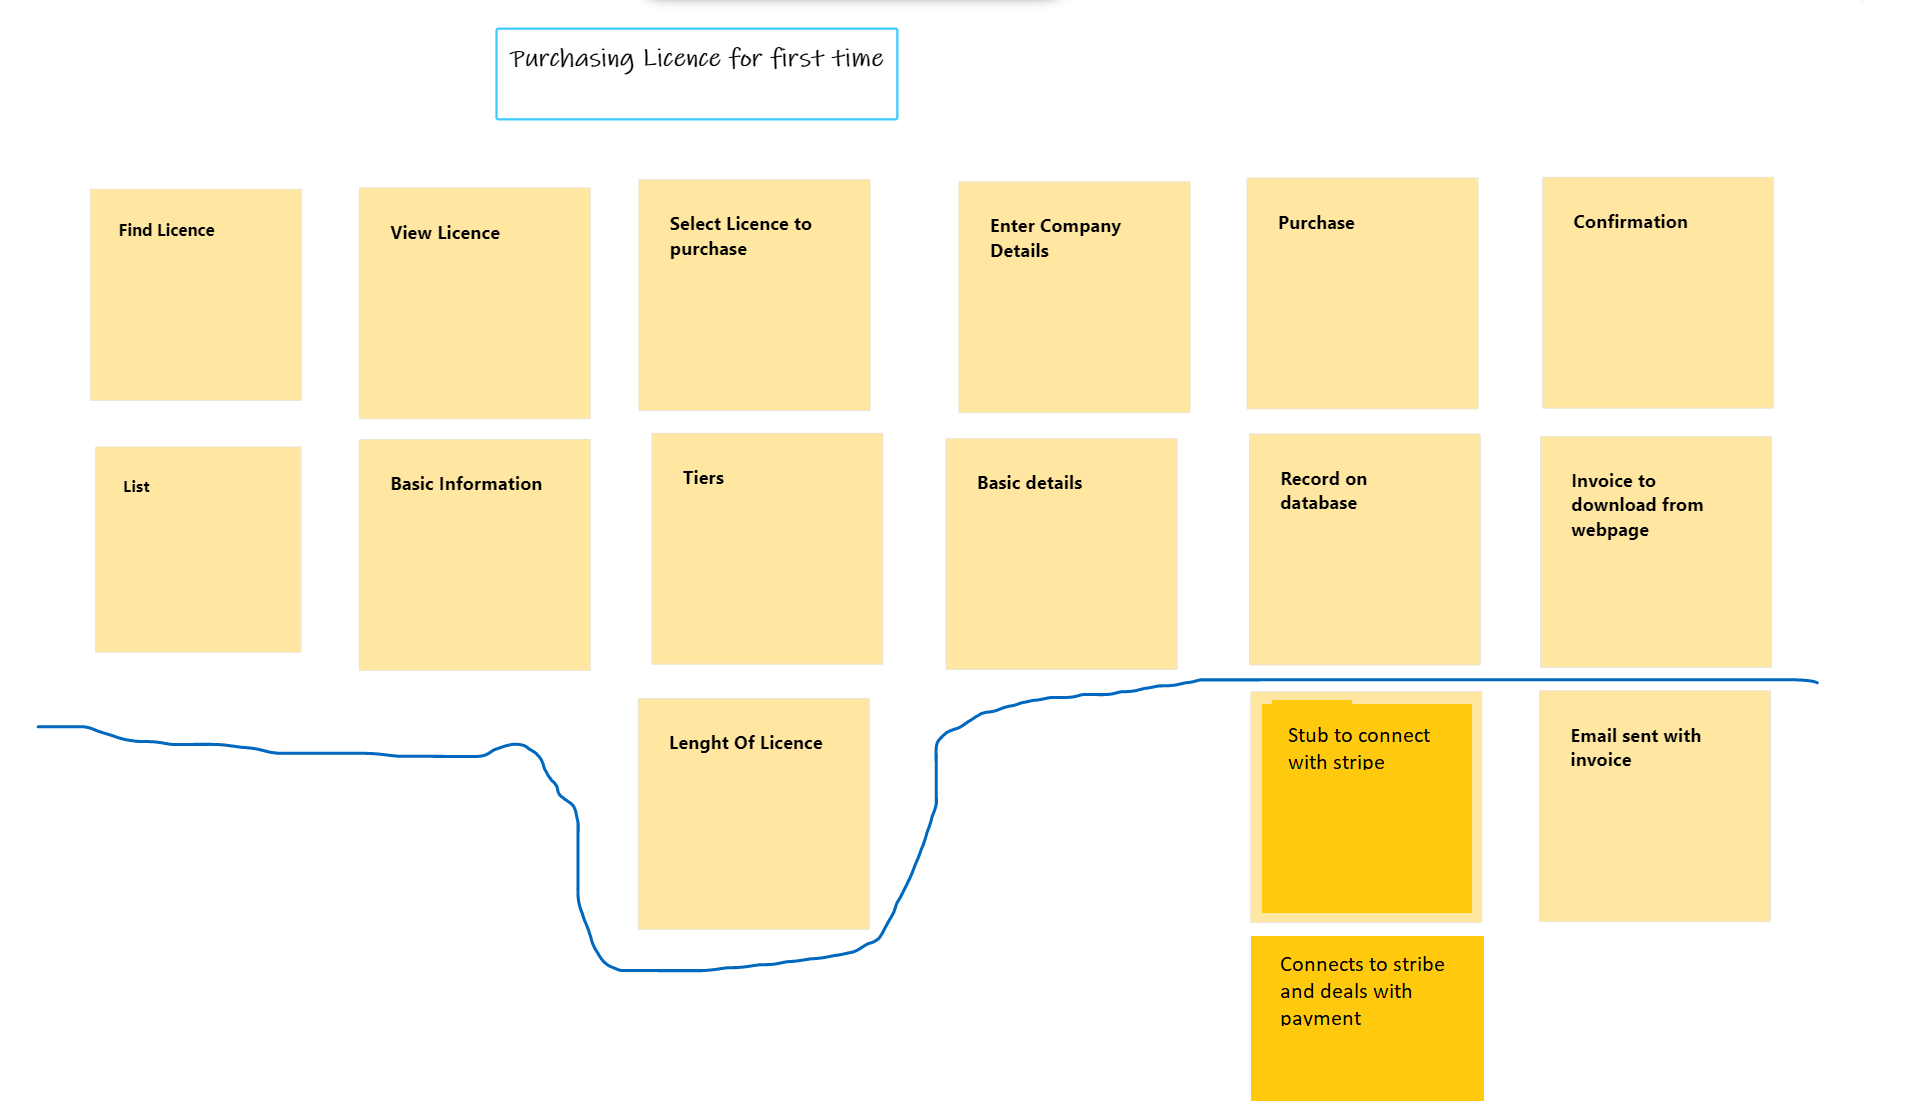 Purchasing Licence for first time
Find Licence
View Licence
Select Licence to
purchase
Enter Company
Details
Purchase
Confirmation
List
Basic Information
Tiers
Basic details
Record on
database
Invoice to
download from
webpage
Lenght Of Licence
Stub to connect
with stripe
Email sent with
invoice
Connects to stribe
and deals with
payment